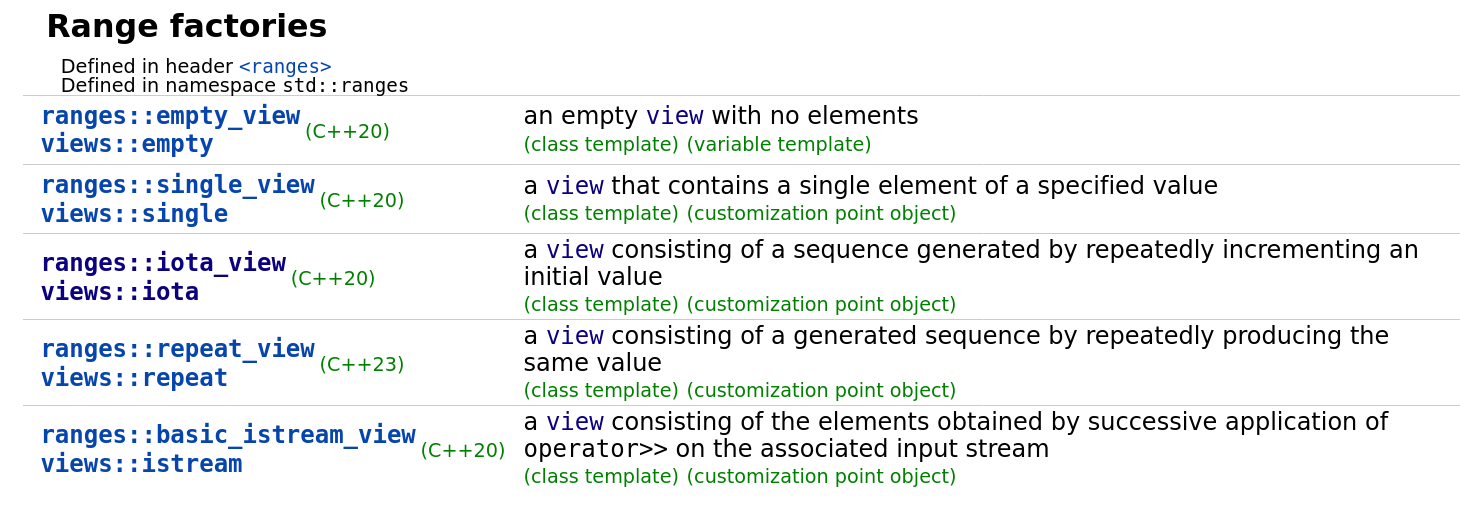 Range factories
Defined in header <ranges>
Defined in namespace std::ranges
ranges::empty_view
views::empty
(C++20)
an empty view with no elements
(class template) (variable template)
ranges::single_view
views::single
(C++20)
a view that contains a single element of a specified value
(class template) (customization point object)
ranges::iota_view
views::iota
(C++20)
a view consisting of a sequence generated by repeatedly incrementing an
initial value
(class template) (customization point object)
ranges::repeat_view
views::repeat
(C++23)
a view consisting of a generated sequence by repeatedly producing the
same value
(class template) (customization point object)
ranges::basic_istream_view
views::istream
(C++20)
a view consisting of the elements obtained by successive application of
operator>> on the associated input stream
(class template) (customization point object)